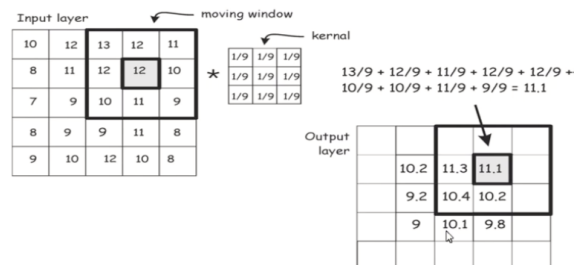 Input layer
moving window
kernal
10 12 13 12 11
8 11 12 12 10
7 9 10 11 9
8 9 9 11 8
9 10 12 10 8
*
1/9 1/9 1/9
1/9 1/9 1/9
1/9 1/9 1/9
13/9 + 12/9 + 11/9 + 12/9 + 12/9 +
10/9 + 10/9 + 11/9 + 9/9 = 11.1
Output
layer
10.2 11.3 11.1
9.2 10.4 10.2
9 10.1 9.8